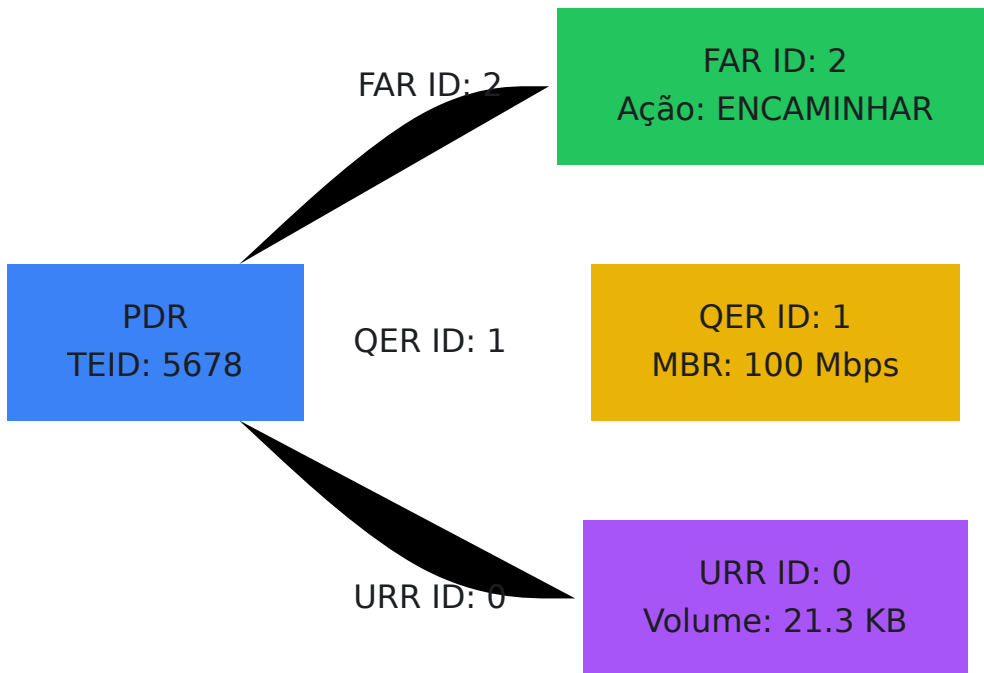 FAR ID: 2
FAR ID: 2
Ação: ENCAMINHAR
PDR
TEID: 5678
QER ID: 1
QER ID: 1
MBR: 100 Mbps
URR ID: 0
URR ID: 0
Volume: 21.3 KB